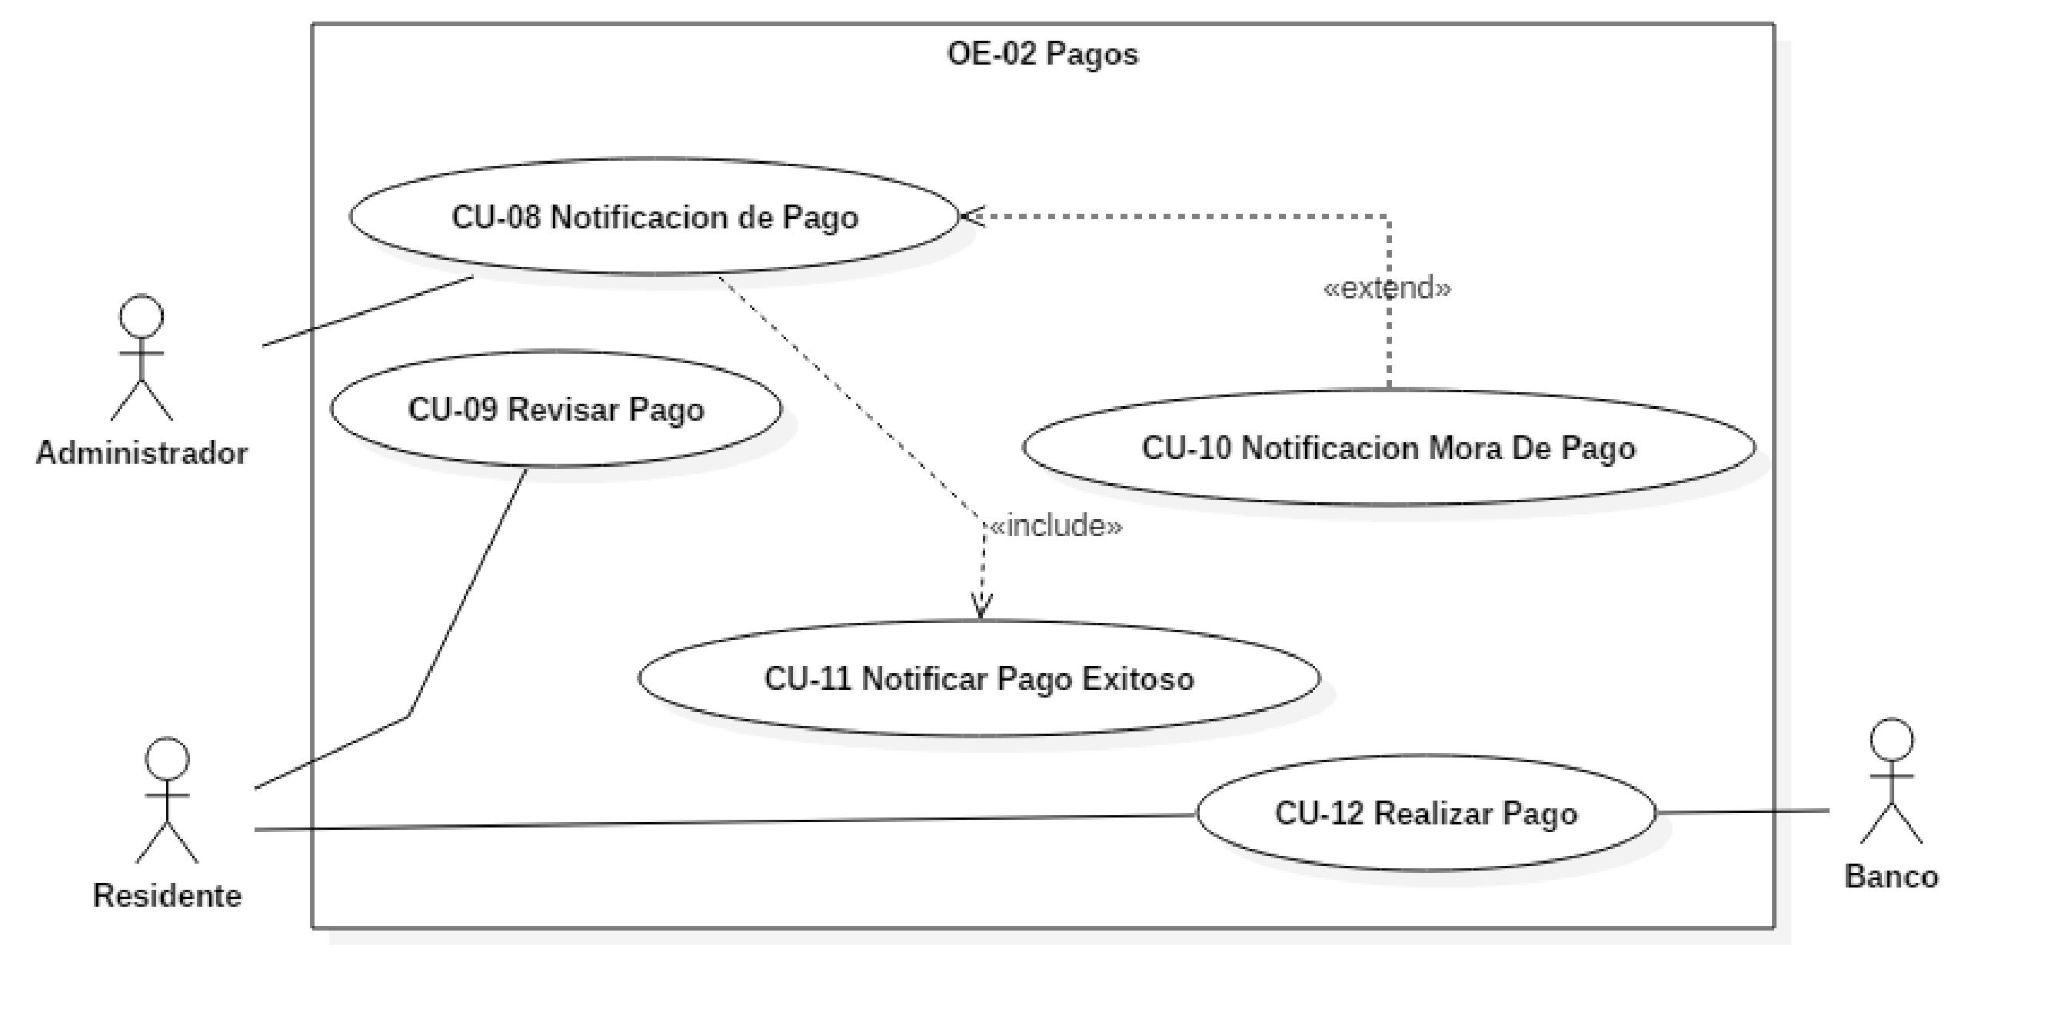 OE-02 Pagos
CU-08 Notificacion de Pago
«extend»
Administrador
CU-09 Revisar Pago
CU-10 Notificacion Mora De Pago
«include»
CU-11 Notificar Pago Exitoso
CU-12 Realizar Pago
Residente
Banco